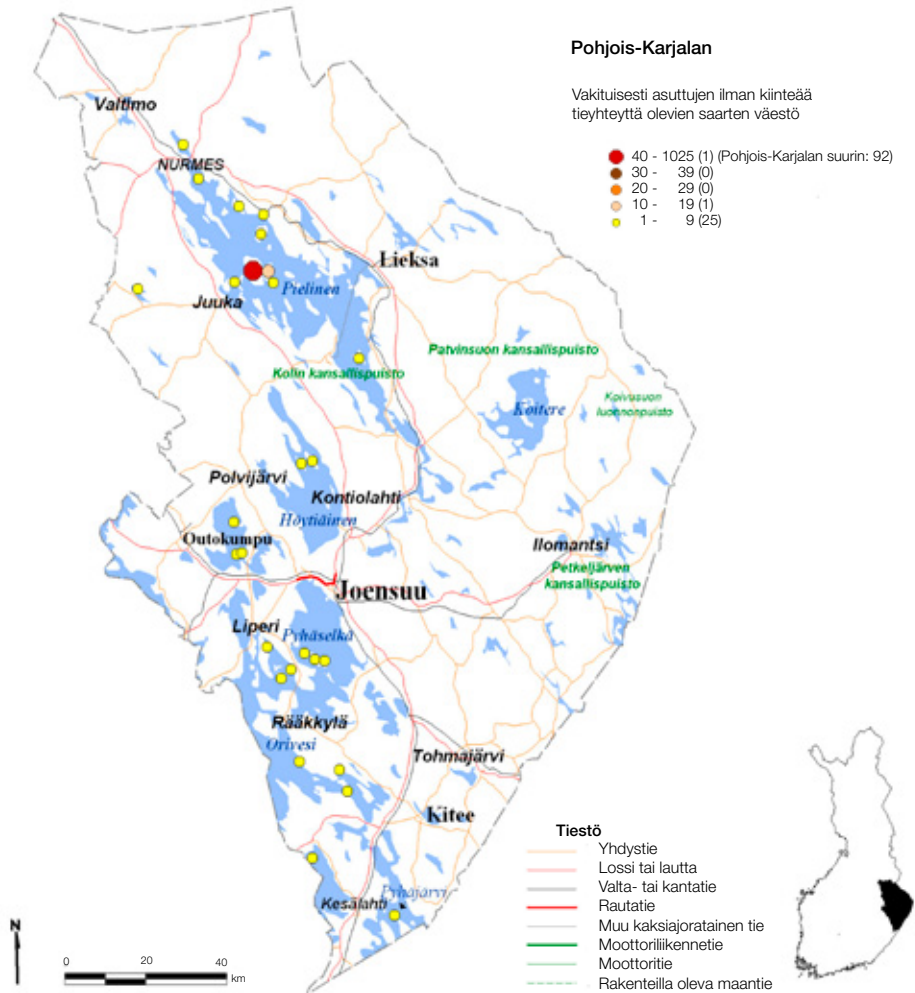 Pohjois-Karjalan
Vakituisesti asuttujen ilman kiinteää
tieyhteyttä olevien saarten väestö
40 - 1025 (1) (Pohjois-Karjalan suurin: 92)
30 - 39 (0)
20 - 29 (0)
10 - 19 (1)
1 - 9 (25)
Valtimo
NURMES
Lieksa
Pielinen
Juuka
Patvinsuon kansallispuisto
Kolin kansallispuisto
Koivusuon
luonnonpuisto
Koitere
Polvijärvi
Kontiolahti
Höytiäinen
Outokumpu
Ilomantsi
Petkeljärven
kansallispuisto
Joensuu
Liperi
Pyhäselkä
Rääkkylä
Orivesi
Tohmajärvi
Kitee
Pyhäjärvi
Kesälahti
Tiestö
Yhdystie
Lossi tai lautta
Valta- tai kantatie
Rautatie
Muu kaksiajoratainen tie
Moottoriliikennetie
Moottoritie
Rakenteilla oleva maantie
N
0 20 40
km